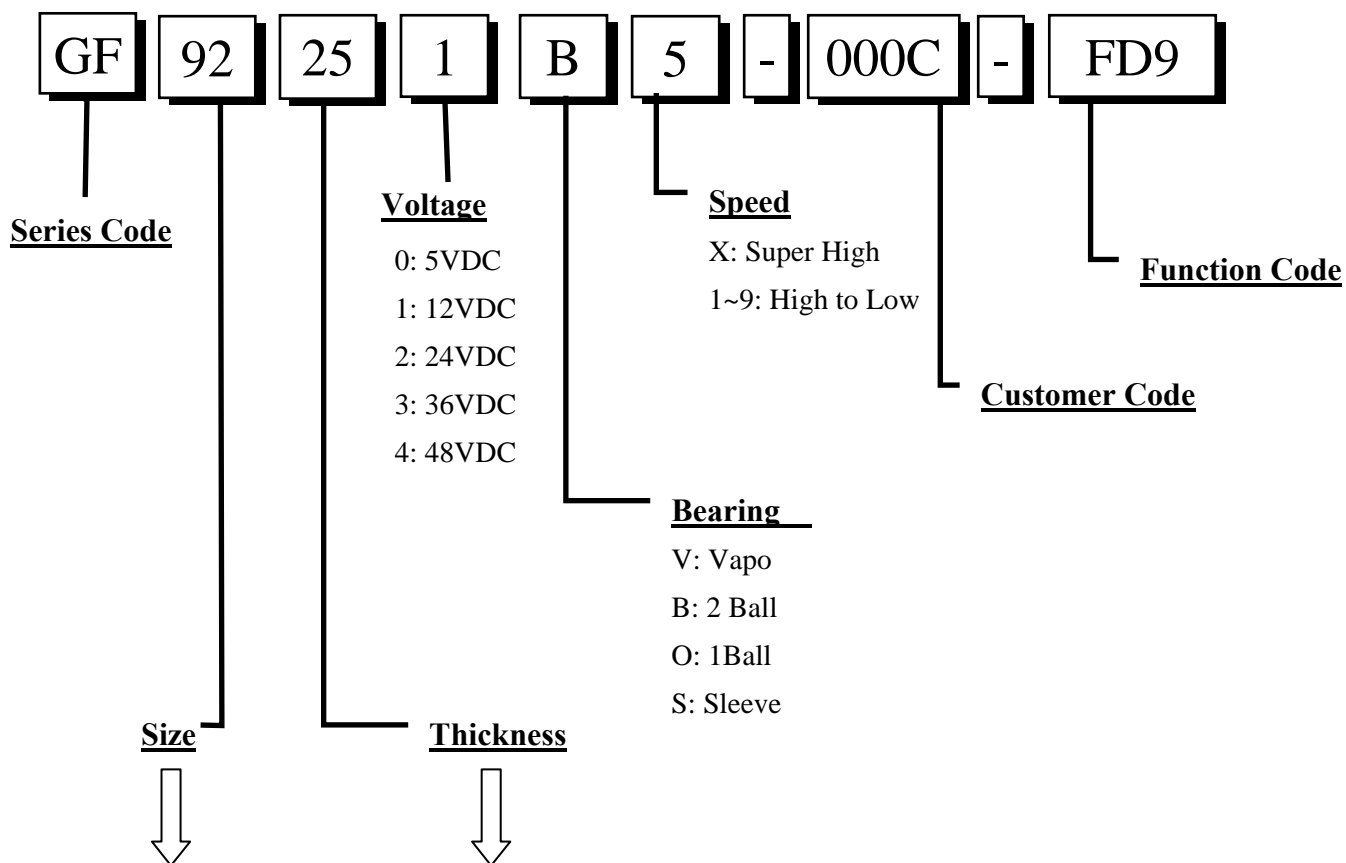 GF 92 25 1 B 5 - 000C - FD9
Series Code
Voltage
0: 5VDC
1: 12VDC
2: 24VDC
3: 36VDC
4: 48VDC
Speed
X: Super High
1~9: High to Low
Function Code
Customer Code
Bearing
V: Vapo
B: 2 Ball
O: 1Ball
S: Sleeve
Size
Thickness